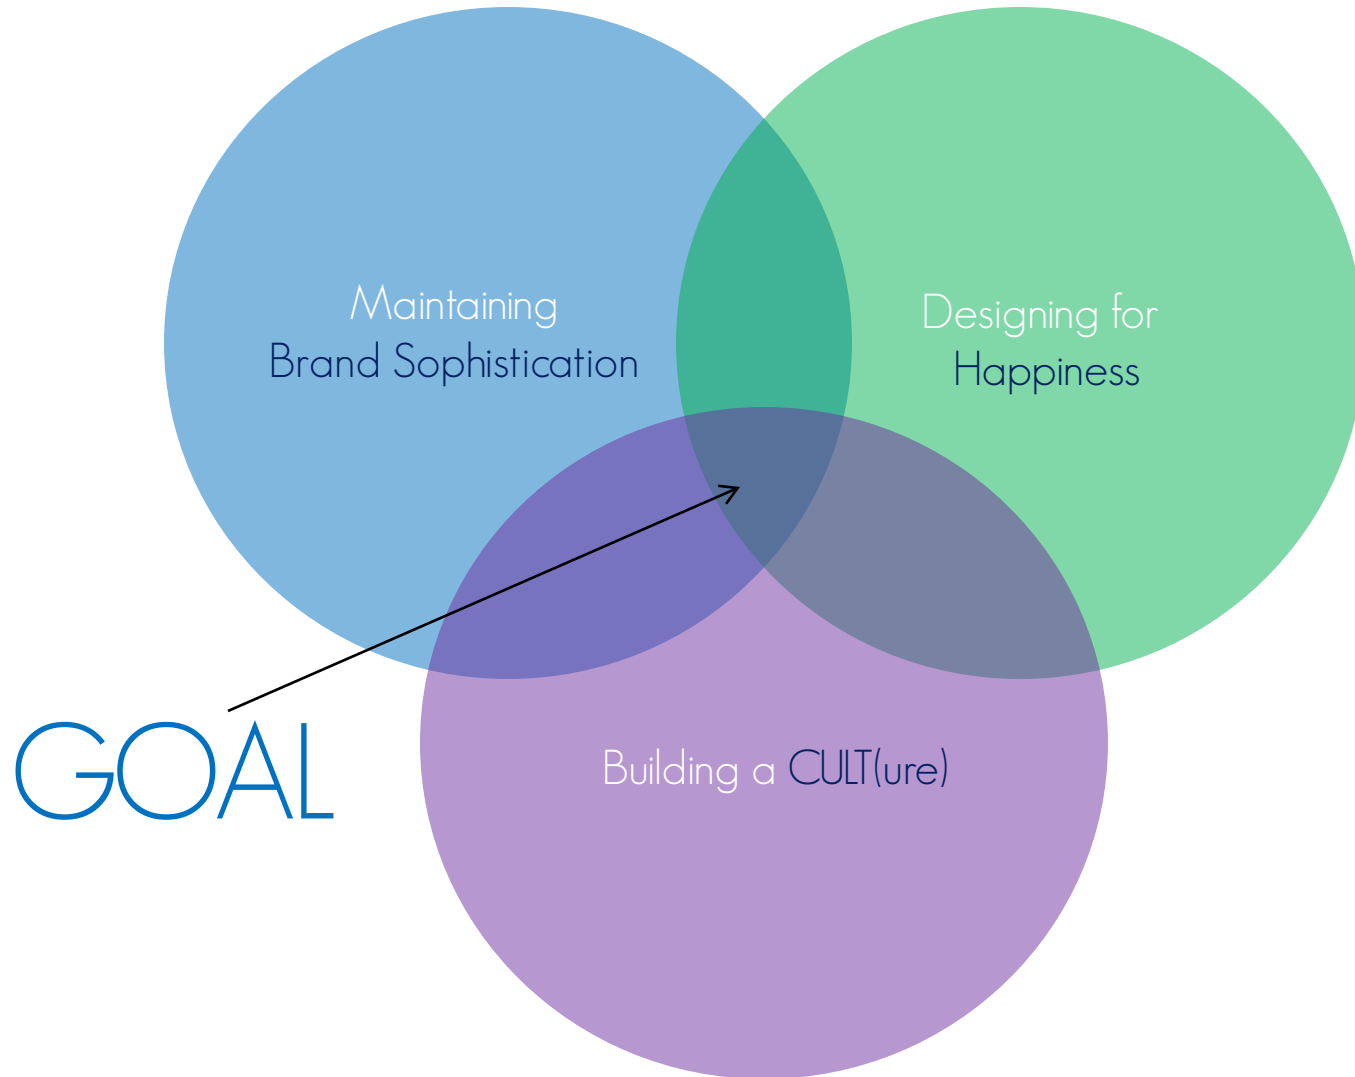 Maintaining
Brand Sophistication
Designing for
Happiness
GOAL
Building a CULT(ure)